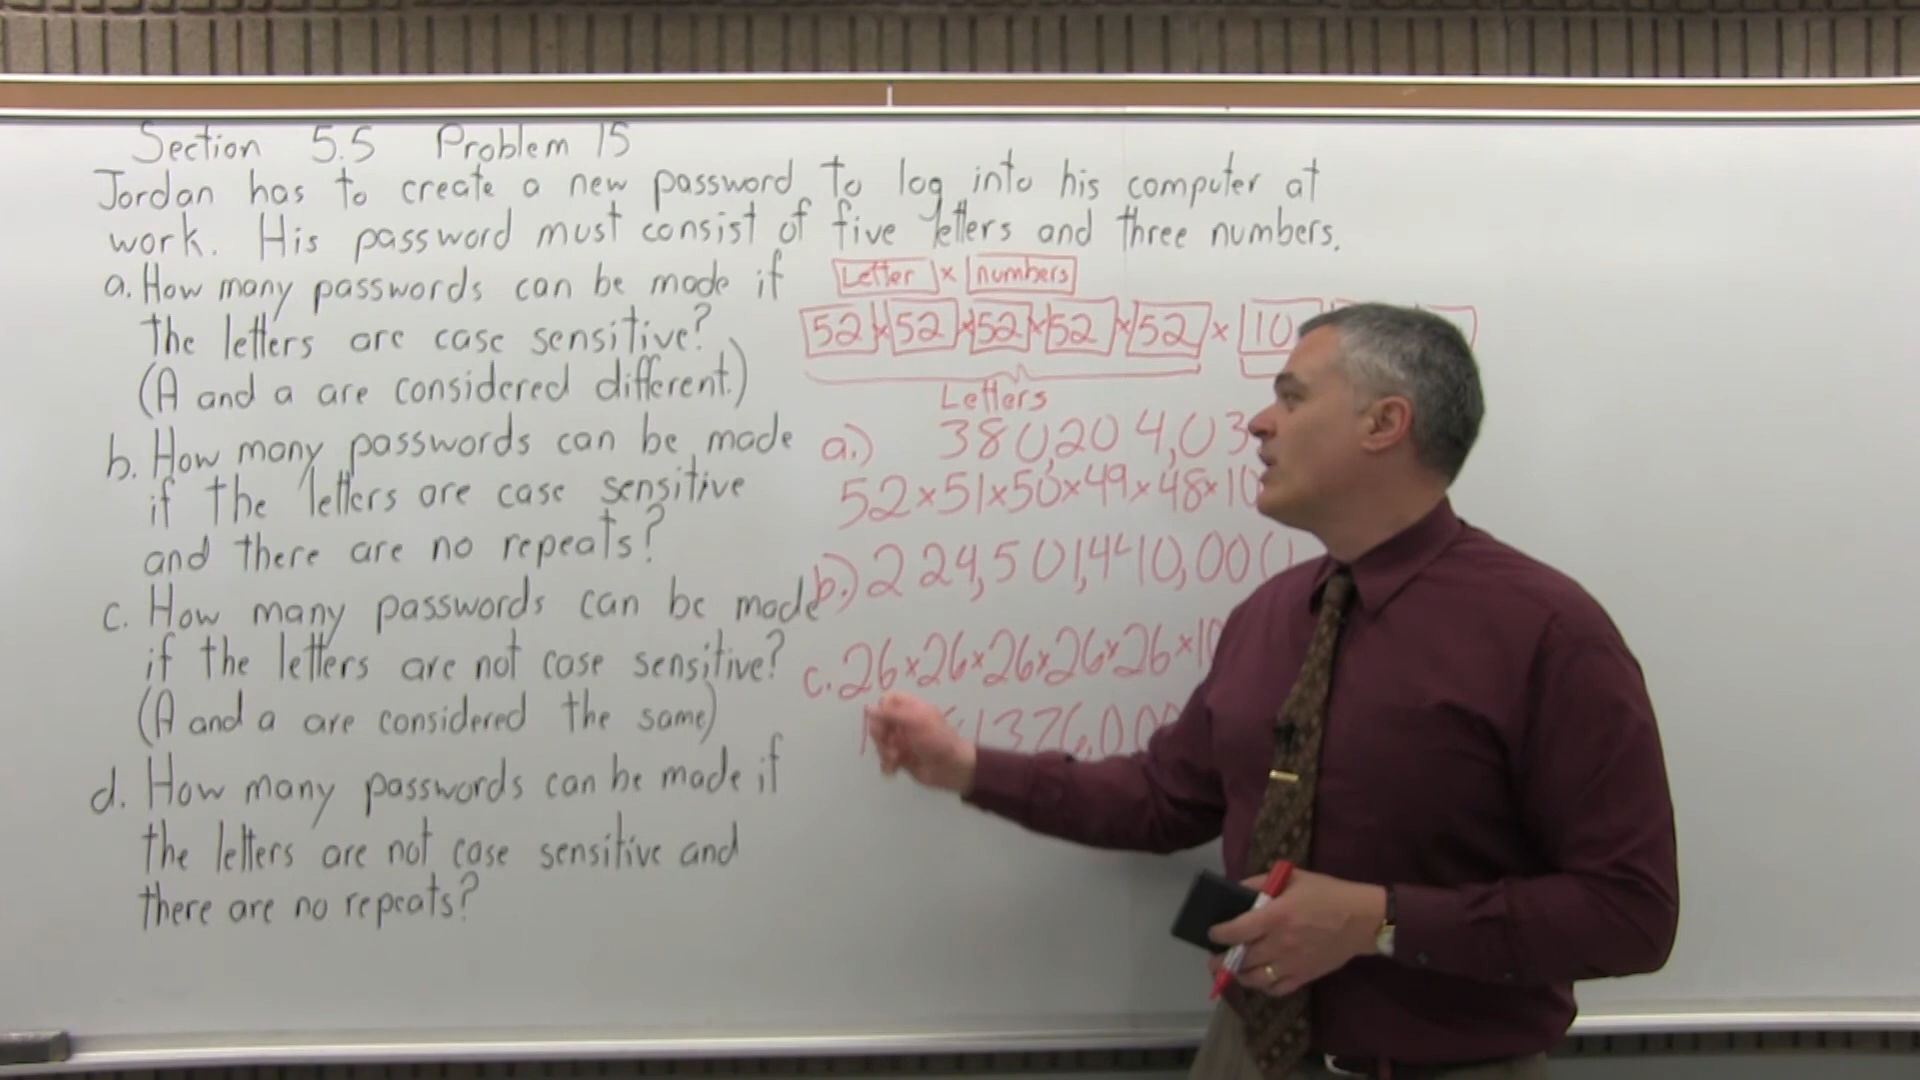 Section 5.5 Problem 15
Jordan has to create a new password to log into his computer at
work. His password must consist of five letters and three numbers.
a. How many passwords can be made if
the letters are case sensitive?
(A and a are considered different.)
b. How many passwords can be made
if the letters are case sensitive
and there are no repeats?
c. How many passwords can be made
if the letters are not case sensitive?
(A and a are considered the same)
d. How many passwords can be made if
the letters are not case sensitive and
there are no repeats?
Letter × numbers
52 × 52 × 52 × 52 × 52 × 10
Letters
a.) 380,204,03
52×51×50×49×48×10
b.) 224,501,440,000
c. 26×26×26×26×26×10
1376,00